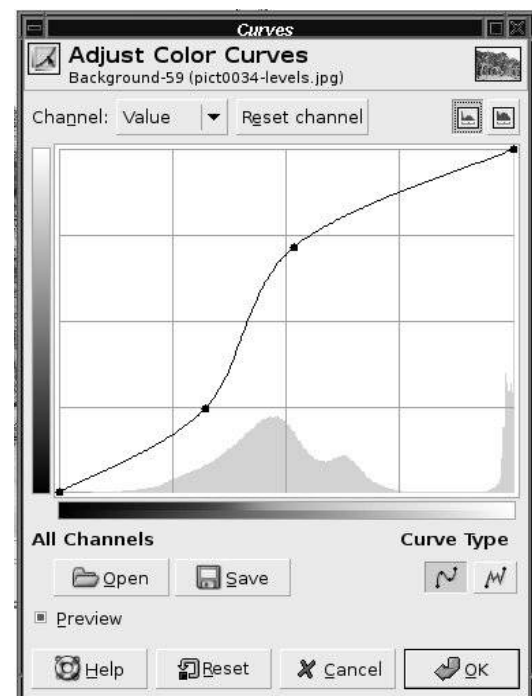 Curves
Adjust Color Curves
Background-59 (pict0034-levels.jpg)
Channel: Value Reset channel
All Channels Curve Type
Open Save
Preview
Help Reset Cancel OK